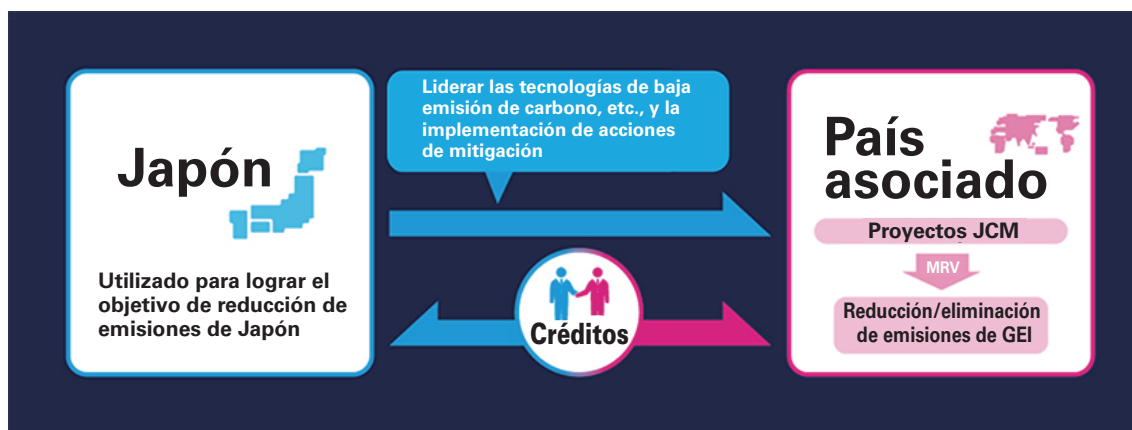 Japón
Utilizado para lograr el
objetivo de reducción de
emisiones de Japón
Liderar las tecnologías de baja
emisión de carbono, etc., y la
implementación de acciones
de mitigación
Créditos
País
asociado
Proyectos JCM
MRV
Reducción/eliminación
de emisiones de GEI